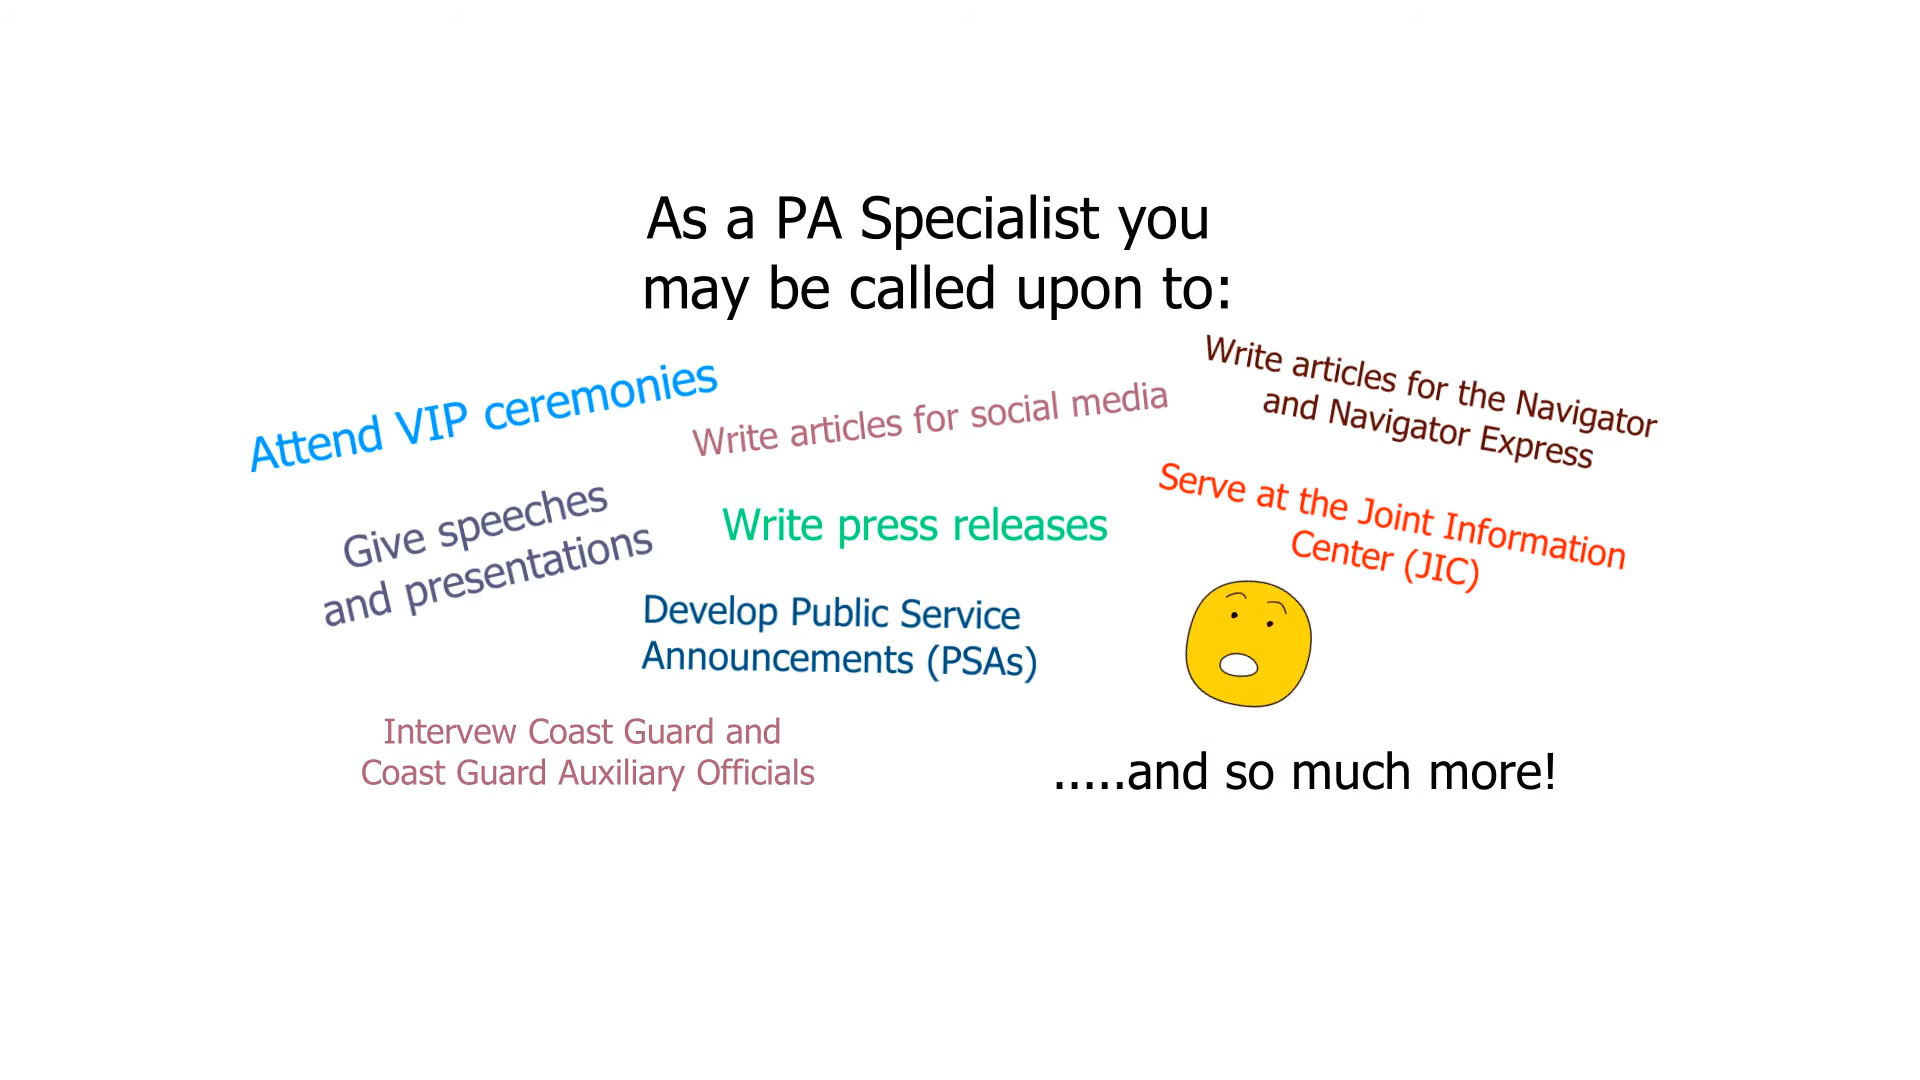 As a PA Specialist you
may be called upon to:
Attend VIP ceremonies
Write articles for social media
Write articles for the Navigator
and Navigator Express
Give speeches
and presentations
Write press releases
Serve at the Joint Information
Center (JIC)
Develop Public Service
Announcements (PSAs)
Intervew Coast Guard and
Coast Guard Auxiliary Officials
.....and so much more!